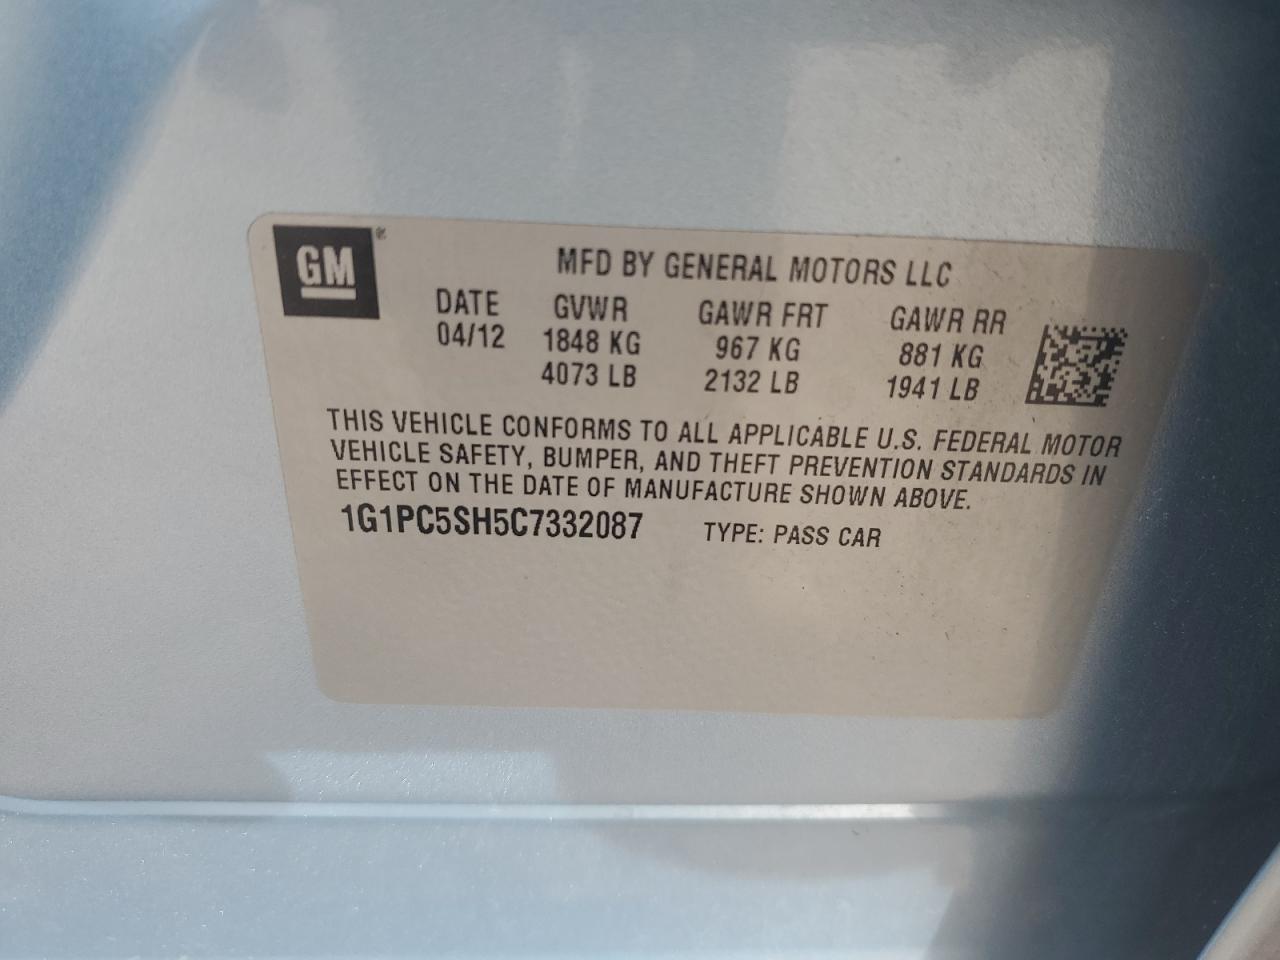 GM®
MFD BY GENERAL MOTORS LLC
DATE GVWR GAWR FRT GAWR RR
04/12 1848 KG 967 KG 881 KG
4073 LB 2132 LB 1941 LB
THIS VEHICLE CONFORMS TO ALL APPLICABLE U.S. FEDERAL MOTOR
VEHICLE SAFETY, BUMPER, AND THEFT PREVENTION STANDARDS IN
EFFECT ON THE DATE OF MANUFACTURE SHOWN ABOVE.
1G1PC5SH5C7332087 TYPE: PASS CAR